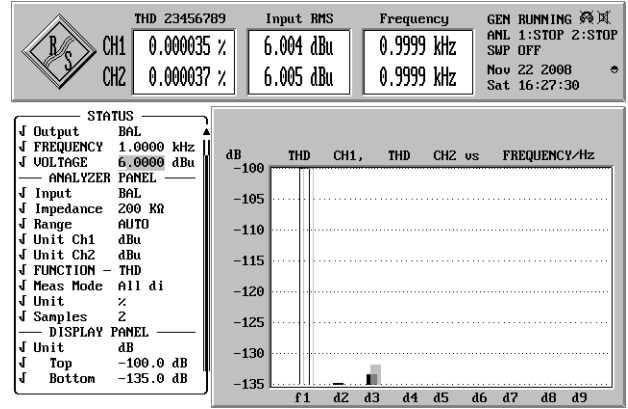 THD 23456789 Input RMS Frequency
CH1 0.000035 % 6.004 dBu 0.9999 kHz
CH2 0.000037 % 6.005 dBu 0.9999 kHz
R & S
GEN RUNNING
ANL 1:STOP 2:STOP
SWP OFF
Nov 22 2008
Sat 16:27:30
STATUS
√ Output BAL
√ FREQUENCY 1.0000 kHz
√ VOLTAGE 6.0000 dBu
ANALYZER PANEL
√ Input BAL
√ Impedance 200 KΩ
√ Range AUTO
√ Unit Ch1 dBu
√ Unit Ch2 dBu
√ FUNCTION - THD
√ Meas Mode All di
√ Unit %
√ Samples 2
DISPLAY PANEL
√ Unit dB
√ Top -100.0 dB
√ Bottom -135.0 dB
dB THD CH1, THD CH2 vs FREQUENCY/Hz
-100
-105
-110
-115
-120
-125
-130
-135
f1 d2 d3 d4 d5 d6 d7 d8 d9